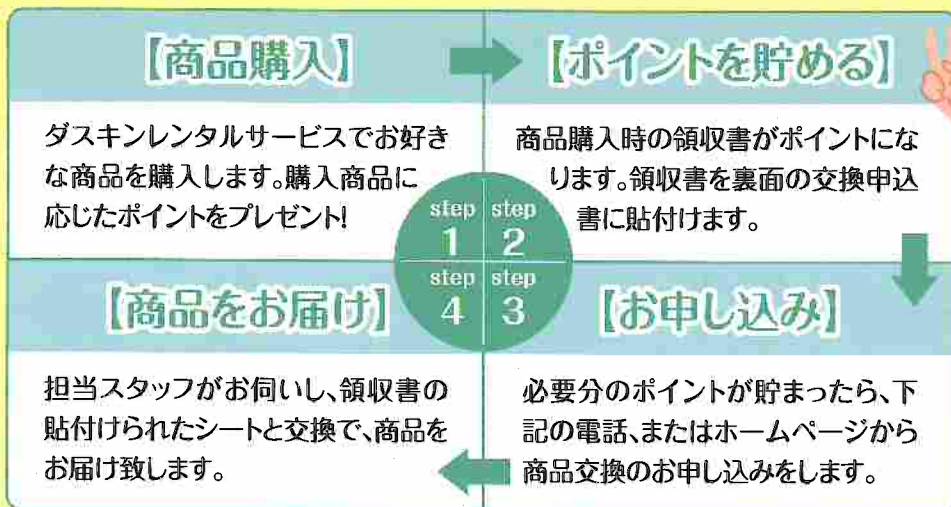 【商品購入】
ダスキンレンタルサービスでお好き
な商品を購入します。購入商品に
応じたポイントをプレゼント!
step
1
【ポイントを貯める】
商品購入時の領収書がポイントにな
ります。領収書を裏面の交換申込
書に貼付けます。
step
2
【お申し込み】
必要分のポイントが貯まったら、下
記の電話、またはホームページから
商品交換のお申し込みをします。
step
3
【商品をお届け】
担当スタッフがお伺いし、領収書の
貼付けられたシートと交換で、商品を
お届け致します。
step
4